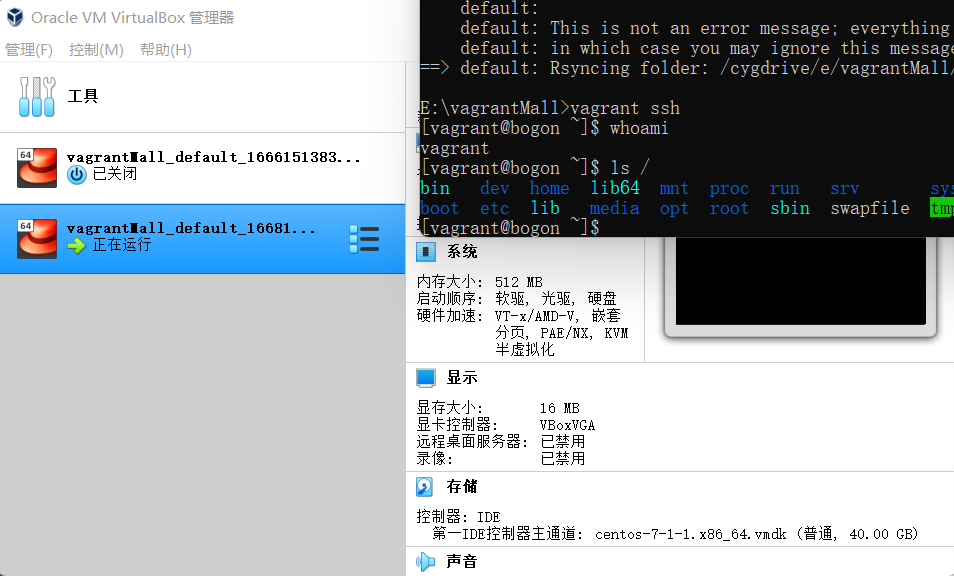 Oracle VM VirtualBox 管理器
管理(F) 控制(M) 帮助(H)
工具
64
vagrantMall_default_1666151383...
已关闭
64
vagrantMall_default_16681...
正在运行
default:
default: This is not an error message; everything
default: in which case you may ignore this message
==> default: Rsyncing folder: /cygdrive/e/vagrantMall/
E:\vagrantMall>vagrant ssh
[vagrant@bogon ~]$ whoami
vagrant
[vagrant@bogon ~]$ ls /
bin dev home lib64 mnt proc run srv sys
boot etc lib media opt root sbin swapfile tmp
[vagrant@bogon ~]$
系统
内存大小: 512 MB
启动顺序: 软驱, 光驱, 硬盘
硬件加速: VT-x/AMD-V, 嵌套
分页, PAE/NX, KVM
半虚拟化
显示
显存大小: 16 MB
显卡控制器: VBoxVGA
远程桌面服务器: 已禁用
录像: 已禁用
存储
控制器: IDE
第一IDE控制器主通道: centos-7-1-1.x86_64.vmdk (普通, 40.00 GB)
声音